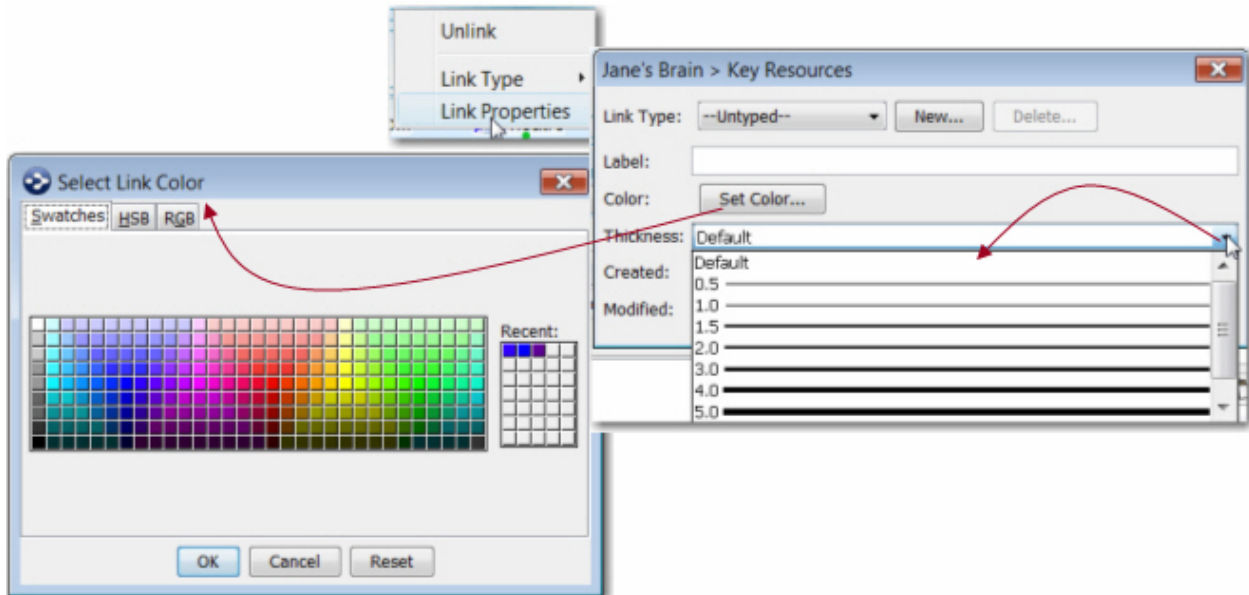 Unlink
Link Type
Link Properties
Jane's Brain > Key Resources
Link Type: --Untyped-- New... Delete...
Label:
Color: Set Color...
Thickness: Default
Default
Created:
0.5
Modified:
1.0
1.5
2.0
3.0
4.0
5.0
Select Link Color
Swatches HSB RGB
Recent:
OK Cancel Reset